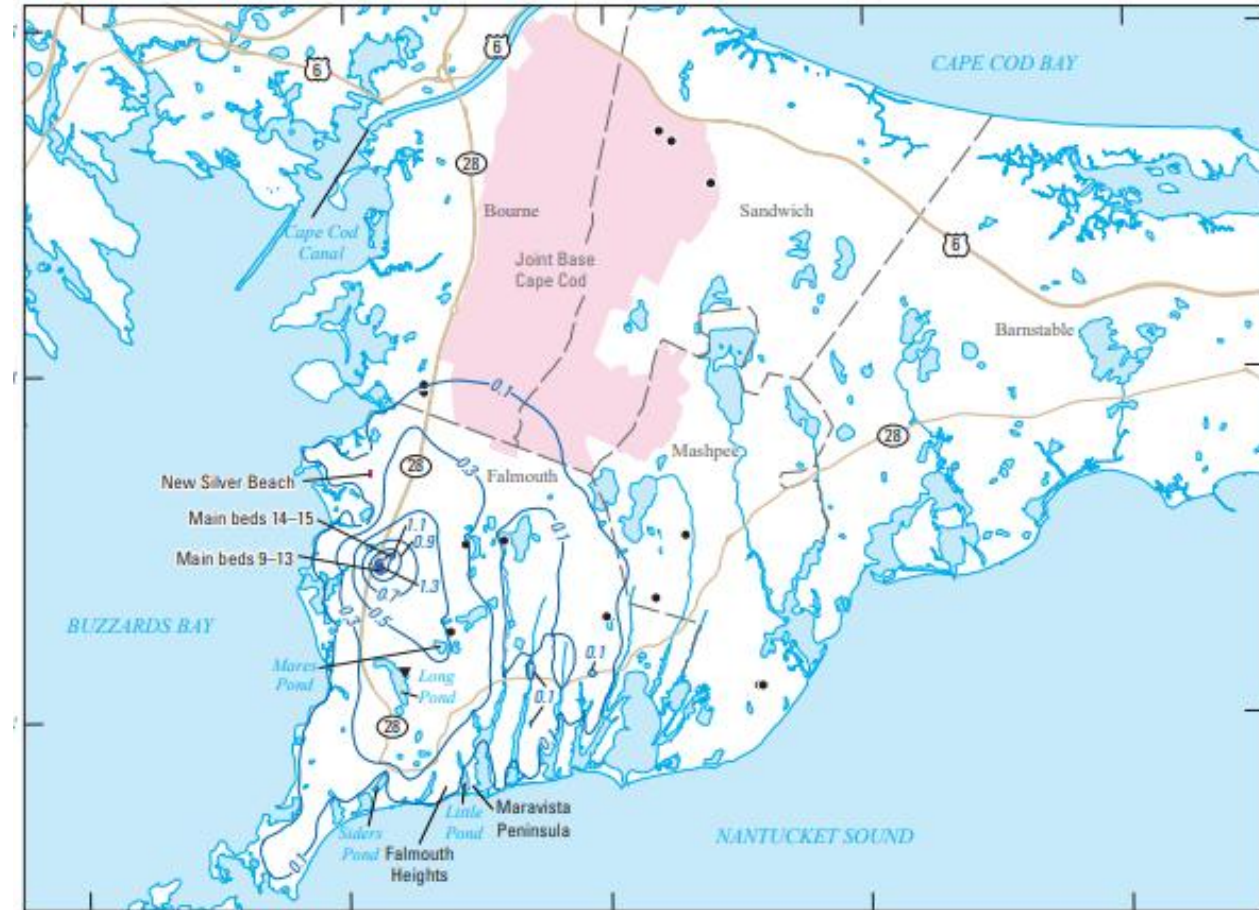 6
6
CAPE COD BAY
28
Bourne
Sandwich
Cape Cod
Canal
Joint Base
Cape Cod
6
Barnstable
0.1
28
Mashpee
New Silver Beach
28
0.3
Falmouth
Main beds 14–15
1.1
0.1
0.9
Main beds 9–13
1.3
0.7
0.3
0.5
BUZZARDS BAY
0.1
Mares
Pond
Long
Pond
0.1
28
Little
Pond
Maravista
Peninsula
NANTUCKET SOUND
Siders
Pond
Falmouth
Heights
0.1